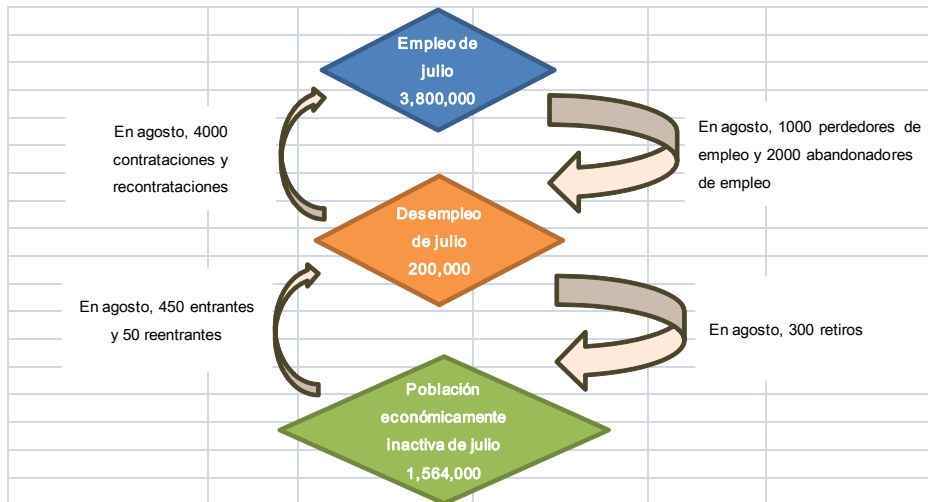 Empleo de
julio
3,800,000
En agosto, 4000
contrataciones y
recontrataciones
En agosto, 1000 perdedores de
empleo y 2000 abandonadores
de empleo
Desempleo
de julio
200,000
En agosto, 450 entrantes
y 50 reentrantes
En agosto, 300 retiros
Población
económicamente
inactiva de julio
1,564,000